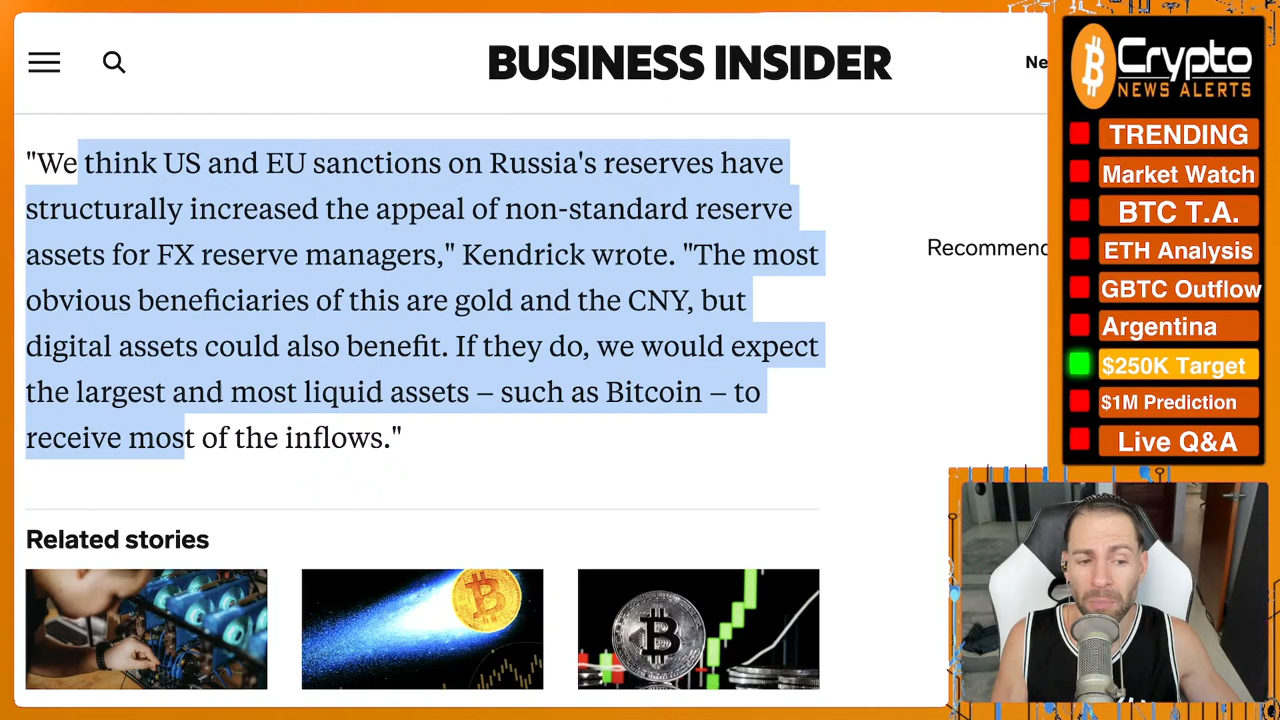 BUSINESS INSIDER
Ne
"We think US and EU sanctions on Russia's reserves have
structurally increased the appeal of non-standard reserve
assets for FX reserve managers," Kendrick wrote. "The most
obvious beneficiaries of this are gold and the CNY, but
digital assets could also benefit. If they do, we would expect
the largest and most liquid assets – such as Bitcoin – to
receive most of the inflows."
Recommend
Related stories
Crypto
NEWS ALERTS
TRENDING
Market Watch
BTC T.A.
ETH Analysis
GBTC Outflow
Argentina
$250K Target
$1M Prediction
Live Q&A